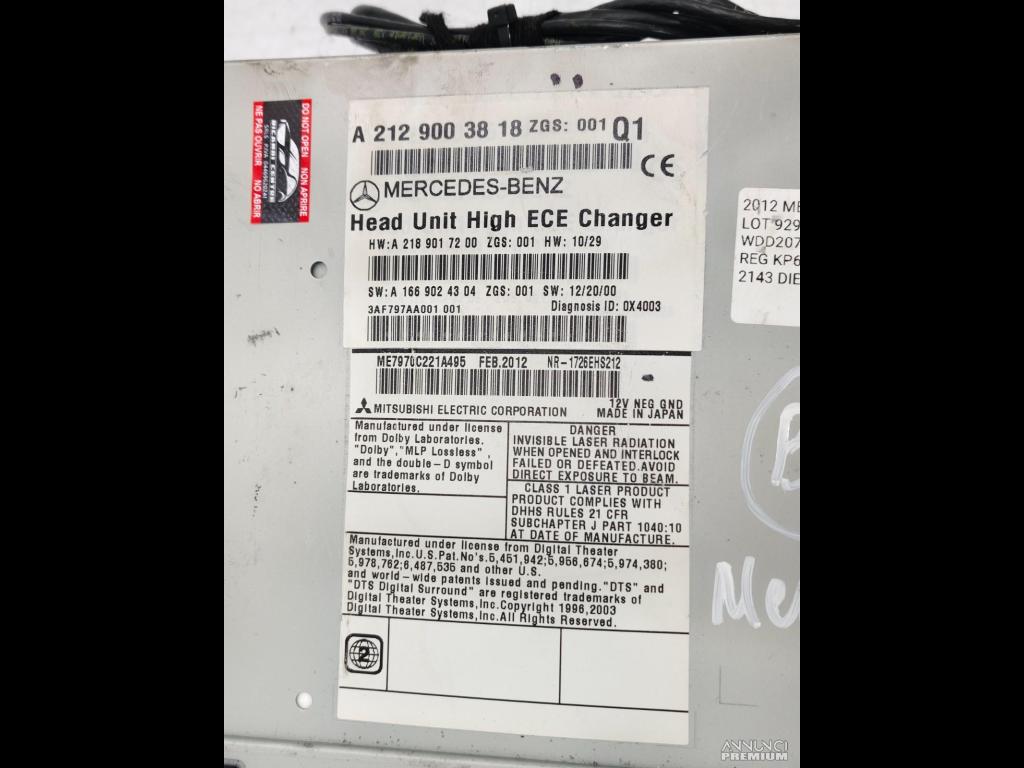 A 212 900 38 18 ZGS: 001 Q1
CE
MERCEDES-BENZ
Head Unit High ECE Changer
HW:A 218 901 72 00 ZGS: 001 HW: 10/29
SW: A 166 902 43 04 ZGS: 001 SW: 12/20/00
3AF797AA001 001 Diagnosis ID: 0X4003
ME7970C221A495 FEB.2012 NR-1726EHS212
12V NEG GND
MITSUBISHI ELECTRIC CORPORATION MADE IN JAPAN
Manufactured under license
from Dolby Laboratories.
"Dolby","MLP Lossless",
and the double-D symbol
are trademarks of Dolby
Laboratories.
DANGER
INVISIBLE LASER RADIATION
WHEN OPENED AND INTERLOCK
FAILED OR DEFEATED.AVOID
DIRECT EXPOSURE TO BEAM.
CLASS 1 LASER PRODUCT
PRODUCT COMPLIES WITH
DHHS RULES 21 CFR
SUBCHAPTER J PART 1040:10
AT DATE OF MANUFACTURE.
Manufactured under license from Digital Theater
Systems,Inc.U.S.Pat.No's.5,451,942;5,956,674;5,974,380;
5,978,762;6,487,535 and other U.S.
and world-wide patents issued and pending."DTS" and
"DTS Digital Surround" are registered trademarks of
Digital Theater Systems,Inc.Copyright 1996,2003
Digital Theater Systems,Inc.All Rights Reserved.
2
DO NOT OPEN NON APRIRE
RICAMBI CENTER
NE PAS OUVRIR NO ABRIR
2012 ME
LOT 929
WDD207
REG KP6
2143 DIE
Me
ANNUNCI
PREMIUM